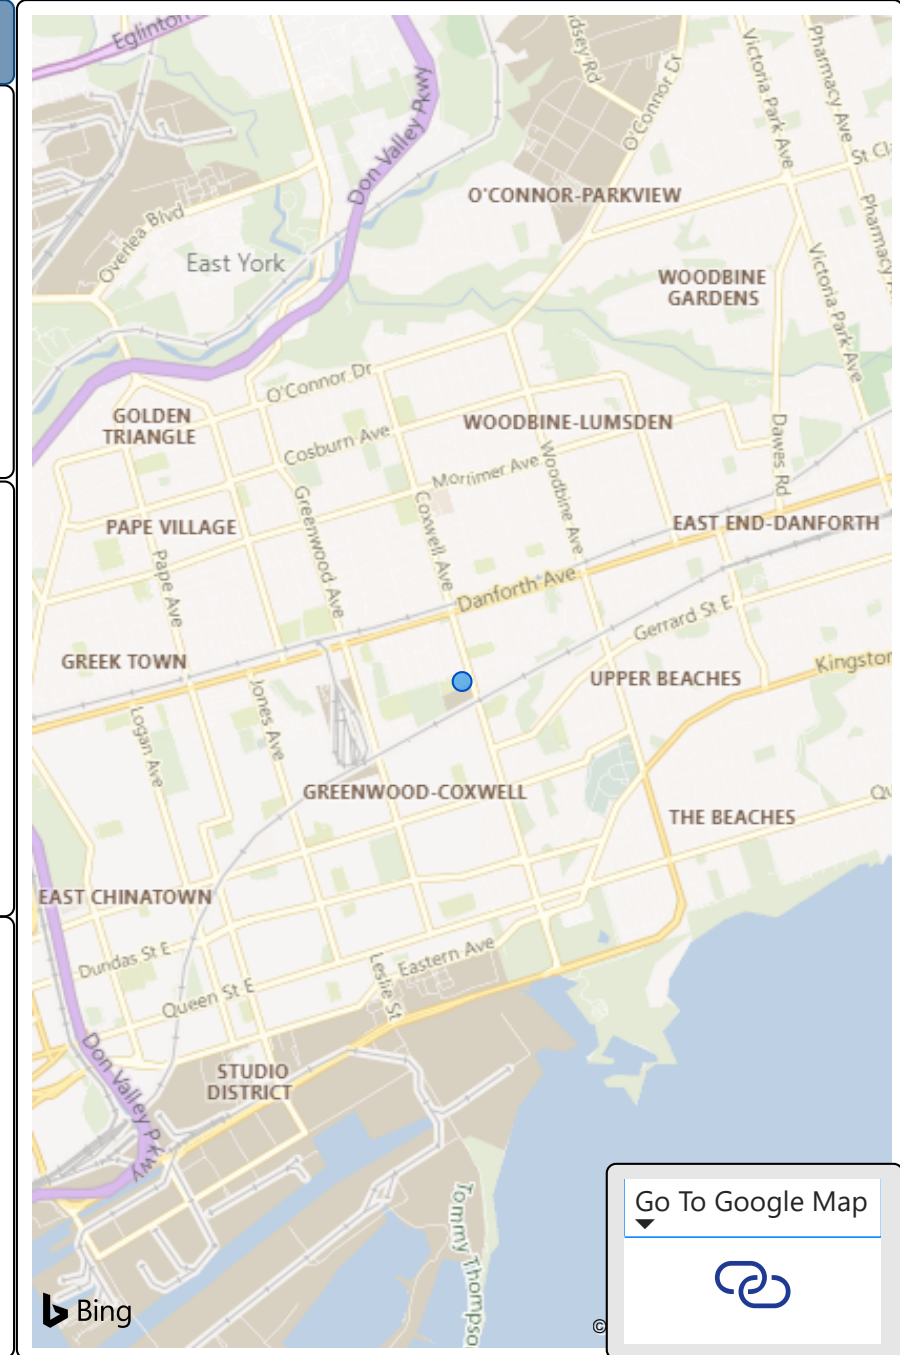 Eglinton
dsey Rd
O'Connor Dr
Victoria Park Ave
Pharmacy Ave
St Cla
Don Valley Pkwy
O'CONNOR-PARKVIEW
Overlea Blvd
East York
WOODBINE
GARDENS
Pharmacy A
Victoria Park Ave
O'Connor Dr
GOLDEN
TRIANGLE
Cosburn Ave
WOODBINE-LUMSDEN
Dawes Rd
Mortimer Ave
Woodbine Ave
Greenwood Ave
Coxwell Ave
PAPE VILLAGE
EAST END-DANFORTH
Pape Ave
Danforth Ave
Gerrard St E
GREEK TOWN
Kingston
UPPER BEACHES
Logan Ave
Jones Ave
GREENWOOD-COXWELL
Qu
THE BEACHES
EAST CHINATOWN
Dundas St E
Eastern Ave
Leslie St
Queen St E
Don Valley Pkwy
STUDIO
DISTRICT
Tommy Thompso
Go To Google Map
Bing
©